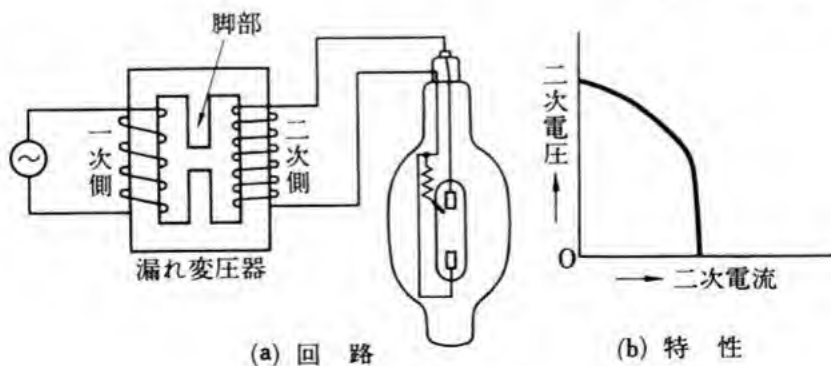 脚部
一次側
二次側
漏れ変圧器
(a) 回 路
二次電圧
O
二次電流
(b) 特 性